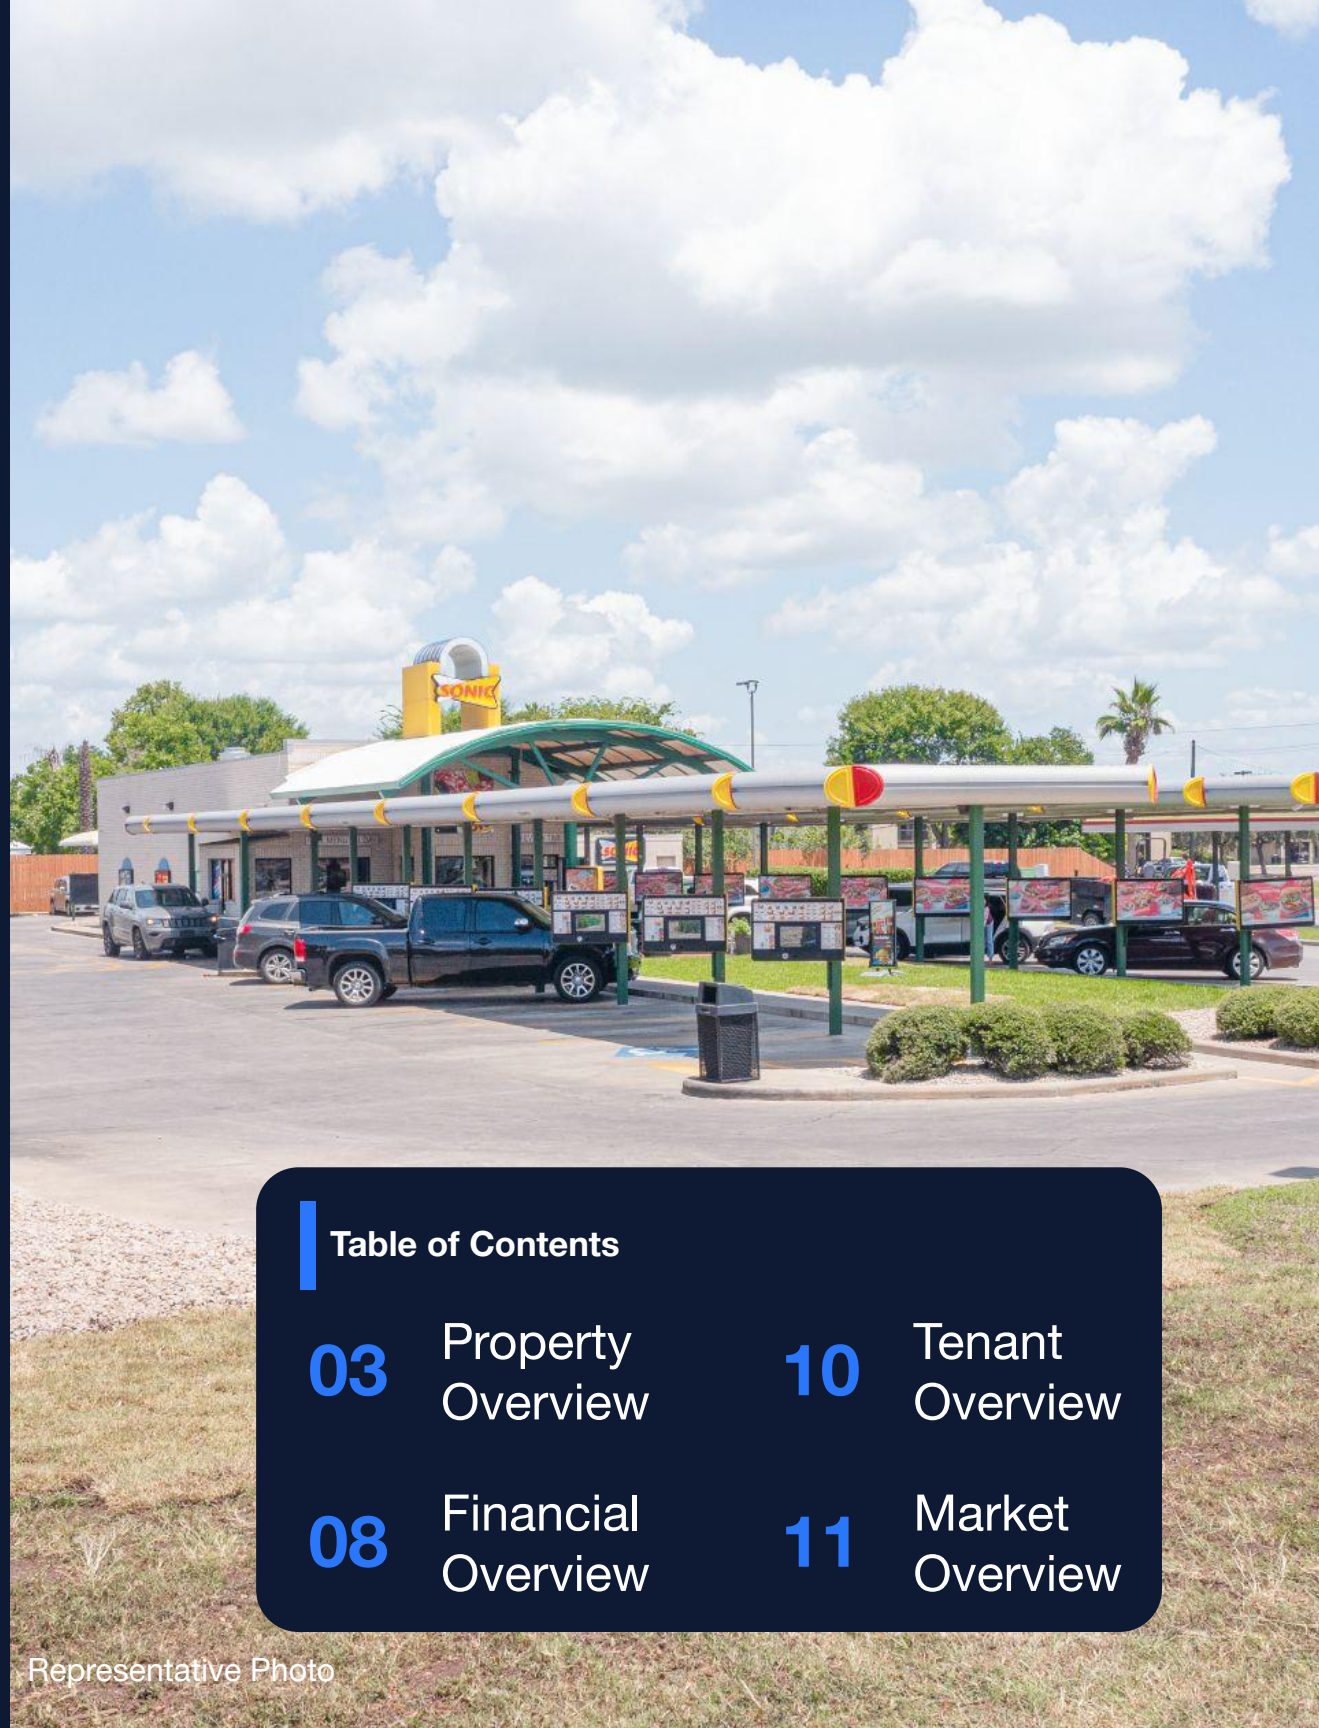 SONIC
Table of Contents
03
Property
Overview
10
Tenant
Overview
08
Financial
Overview
11
Market
Overview
Representative Photo